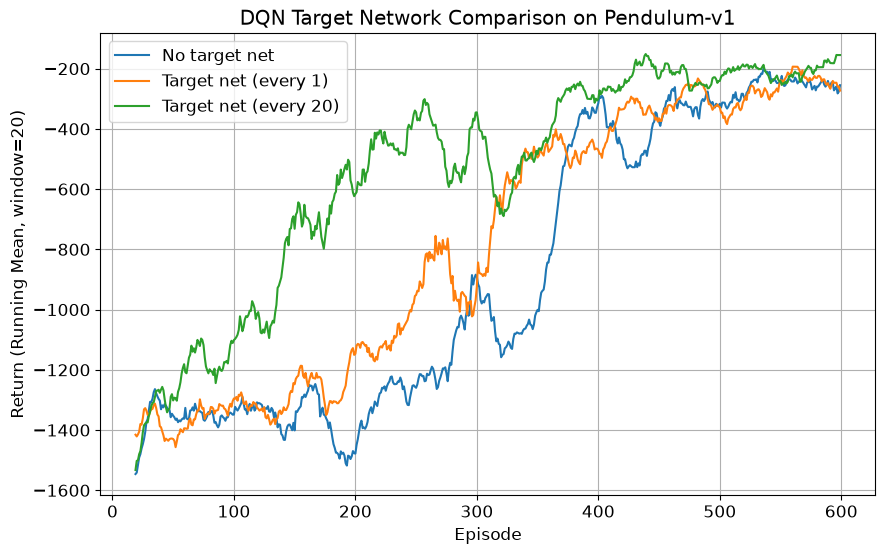 DQN Target Network Comparison on Pendulum-v1
No target net
Target net (every 1)
Target net (every 20)
Return (Running Mean, window=20)
−200
−400
−600
−800
−1000
−1200
−1400
−1600
0 100 200 300 400 500 600
Episode